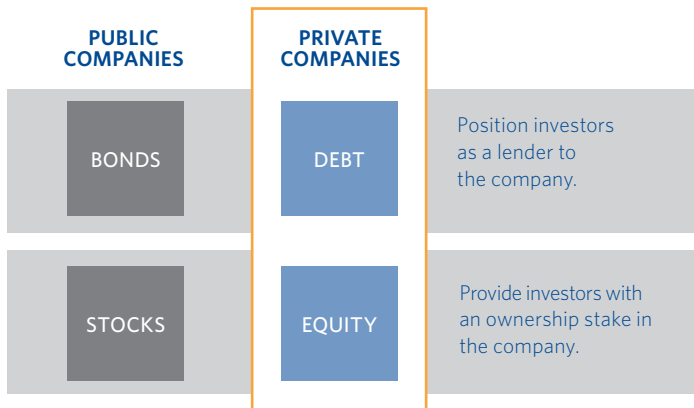 PUBLIC
COMPANIES
PRIVATE
COMPANIES
BONDS
DEBT
Position investors
as a lender to
the company.
STOCKS
EQUITY
Provide investors with
an ownership stake in
the company.